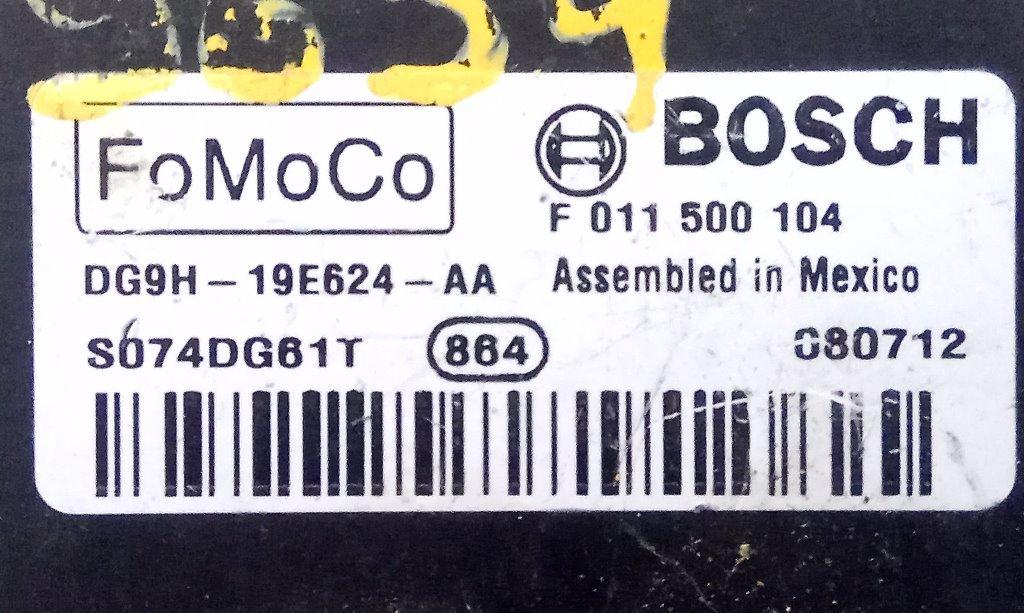 FoMoCo
BOSCH
F 011 500 104
DG9H-19E624-AA
Assembled in Mexico
S074DG61T
864
080712